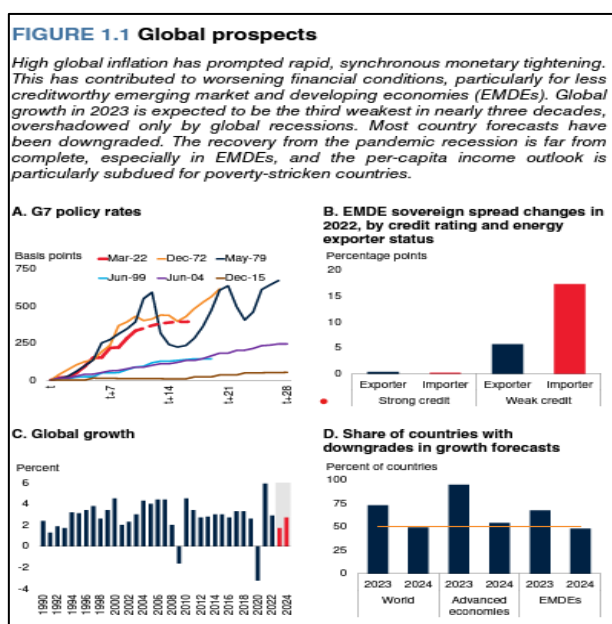 FIGURE 1.1 Global prospects
High global inflation has prompted rapid, synchronous monetary tightening.
This has contributed to worsening financial conditions, particularly for less
creditworthy emerging market and developing economies (EMDEs). Global
growth in 2023 is expected to be the third weakest in nearly three decades,
overshadowed only by global recessions. Most country forecasts have
been downgraded. The recovery from the pandemic recession is far from
complete, especially in EMDEs, and the per-capita income outlook is
particularly subdued for poverty-stricken countries.
A. G7 policy rates
Basis points
Mar-22 Dec-72 May-79
Jun-99 Jun-04 Dec-15
750
500
250
0
t t+7 t+14 t+21 t+28
B. EMDE sovereign spread changes in
2022, by credit rating and energy
exporter status
Percentage points
20
15
10
5
0
Exporter Importer Exporter Importer
Strong credit Weak credit
C. Global growth
Percent
6
4
2
0
-2
-4
1990 1992 1994 1996 1998 2000 2002 2004 2006 2008 2010 2012 2014 2016 2018 2020 2022 2024
D. Share of countries with
downgrades in growth forecasts
Percent of countries
100
75
50
25
0
2023 2024 2023 2024 2023 2024
World Advanced EMDEs
economies